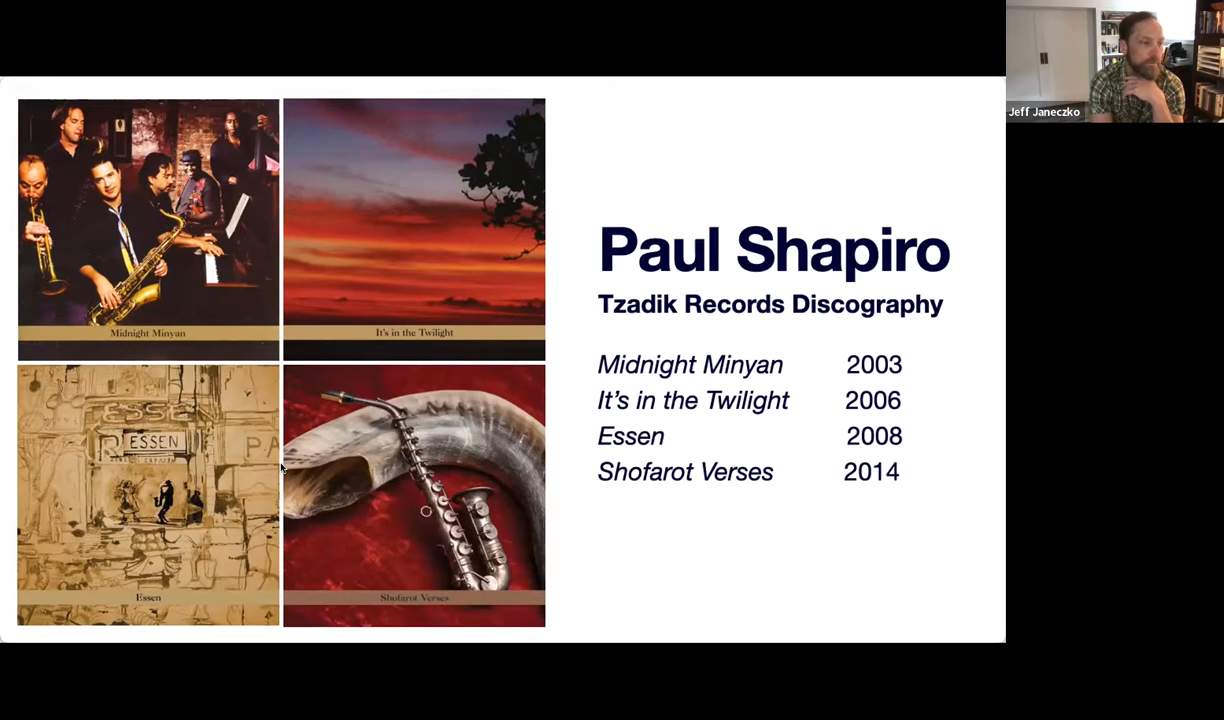 Jeff Janeczko
Midnight Minyan
It's in the Twilight
ESSEN
ESSEN
PA
Essen
Shofarot Verses
Paul Shapiro
Tzadik Records Discography
Midnight Minyan 2003
It's in the Twilight 2006
Essen 2008
Shofarot Verses 2014